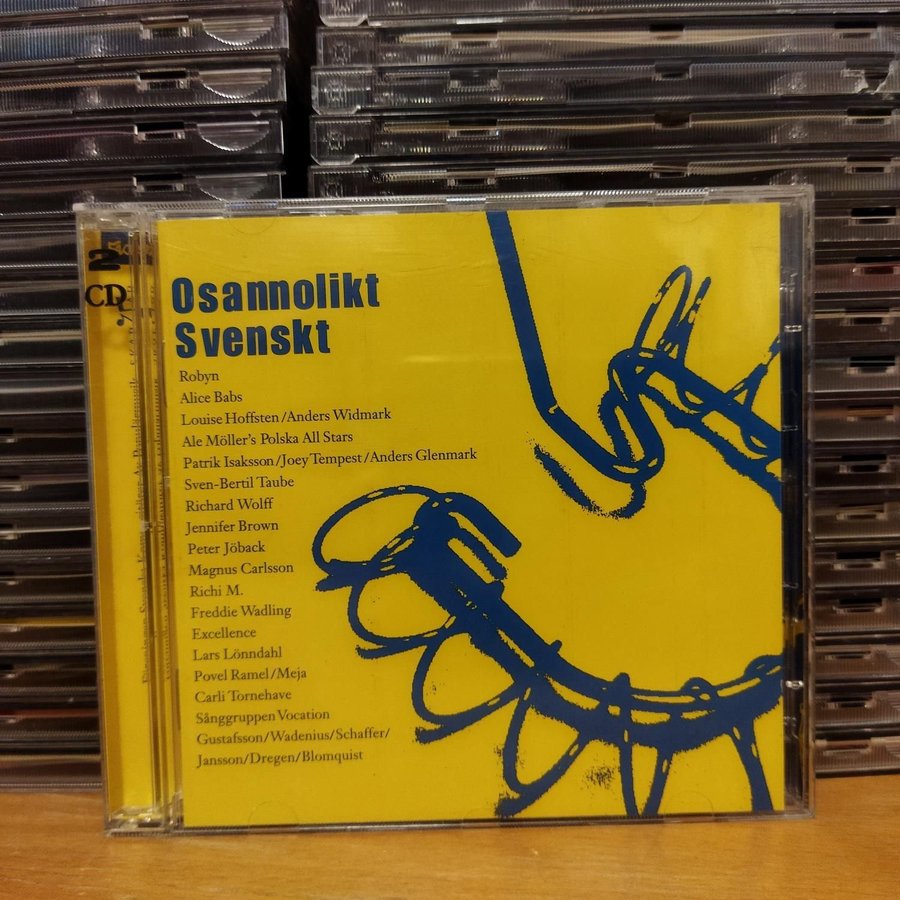 2
CD
Osannolikt
Svenskt
Robyn
Alice Babs
Louise Hoffsten/Anders Widmark
Ale Möller's Polska All Stars
Patrik Isaksson/Joey Tempest/Anders Glenmark
Sven-Bertil Taube
Richard Wolff
Jennifer Brown
Peter Jöback
Magnus Carlsson
Richi M.
Freddie Wadling
Excellence
Lars Lönndahl
Povel Ramel/Meja
Carli Tornehave
Sånggruppen Vocation
Gustafsson/Wadenius/Schaffer/
Jansson/Dregen/Blomquist